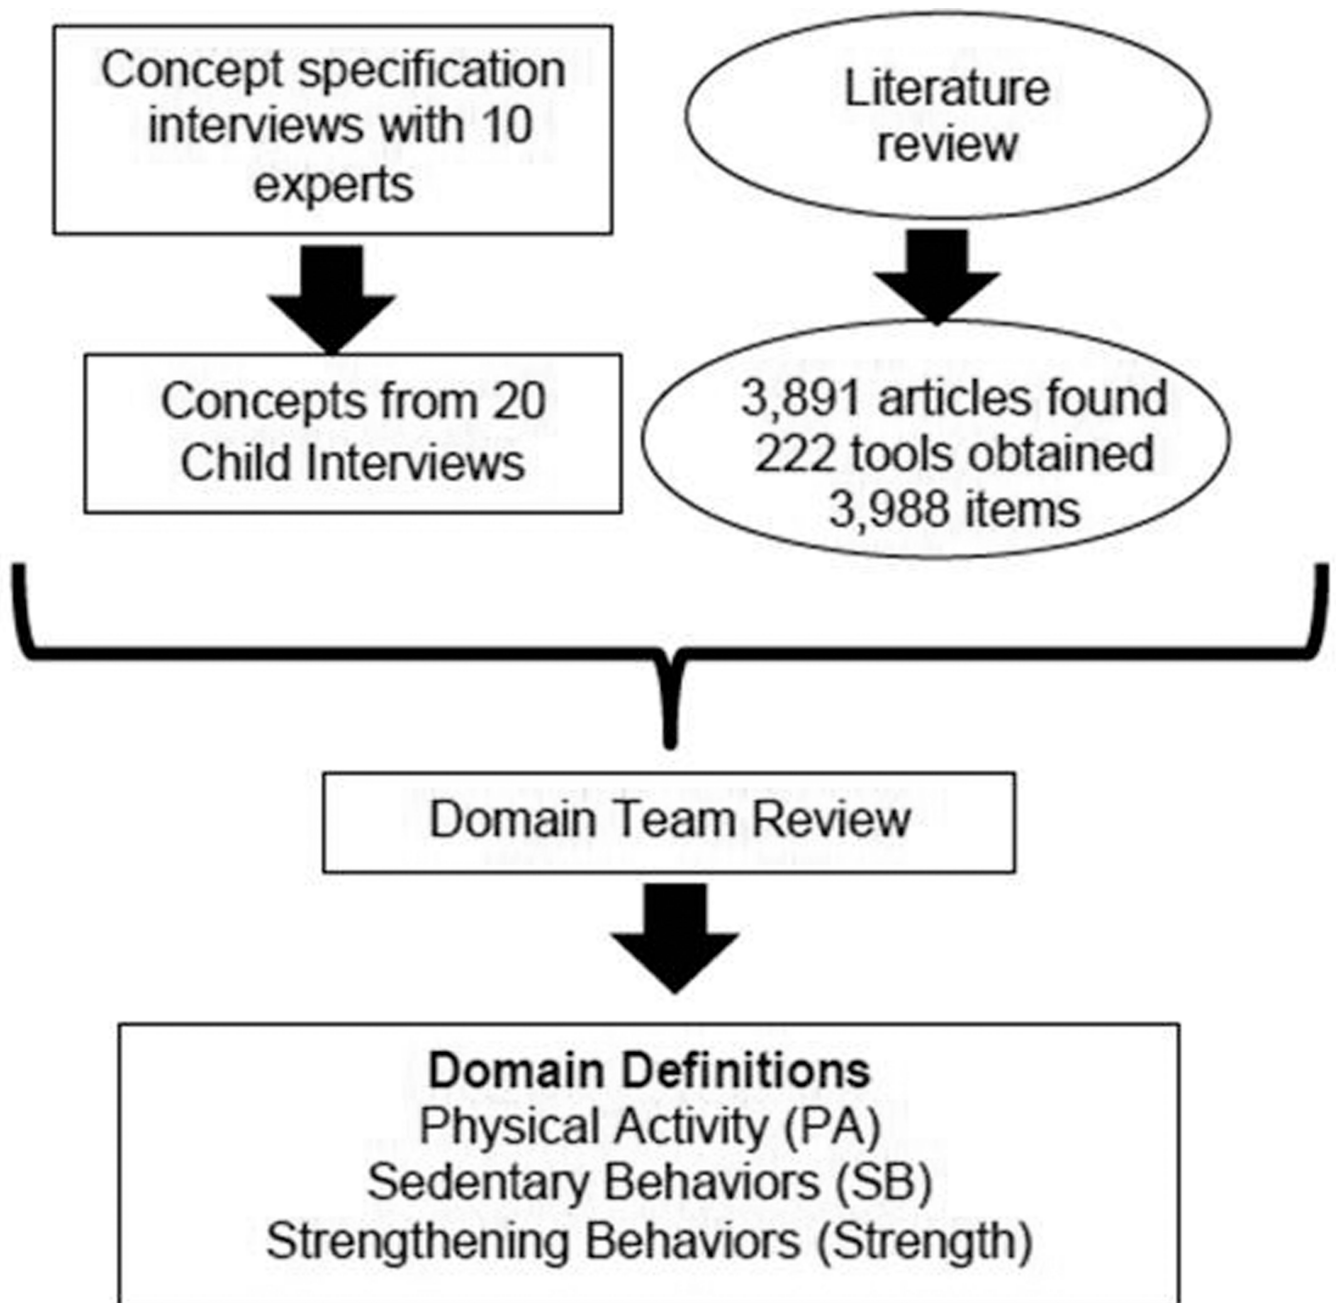 Concept specification
interviews with 10
experts
Literature
review
Concepts from 20
Child Interviews
3,891 articles found
222 tools obtained
3,988 items
Domain Team Review
Domain Definitions
Physical Activity (PA)
Sedentary Behaviors (SB)
Strengthening Behaviors (Strength)